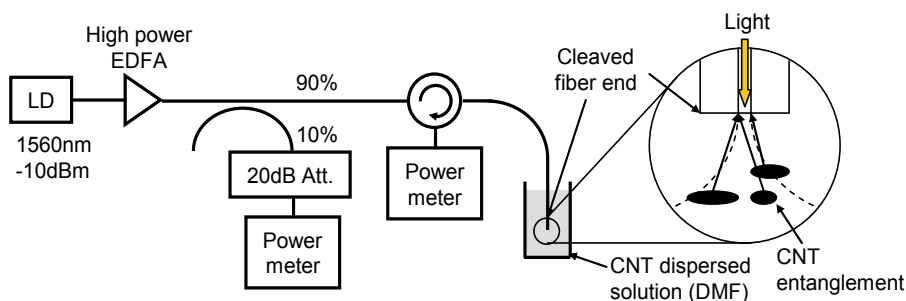 High power
EDFA
LD
1560nm
-10dBm
90%
10%
20dB Att.
Power
meter
Power
meter
Cleaved
fiber end
Light
CNT dispersed
solution (DMF)
CNT
entanglement